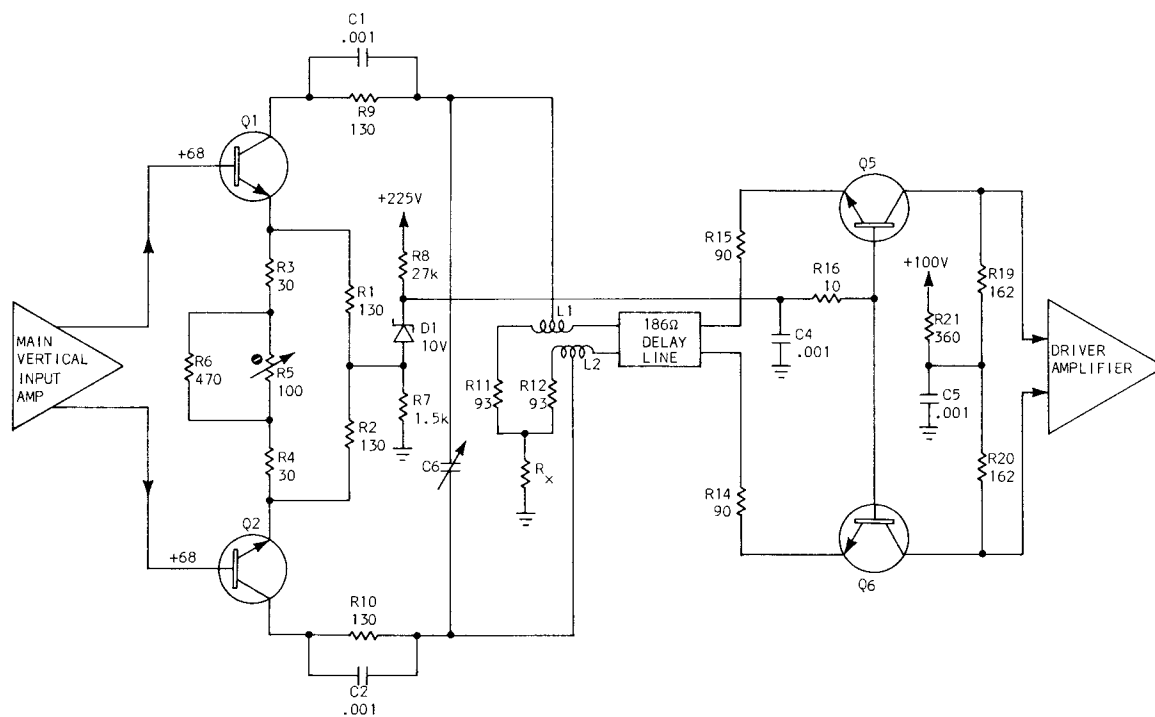 C1
.001
R9
130
Q1
+68
+225V
R8
27k
R3
30
R1
130
D1
10V
R6
470
R5
100
R7
1.5k
R2
130
R4
30
C6
MAIN
VERTICAL
INPUT
AMP
Q2
+68
R10
130
C2
.001
L1
L2
R11
93
R12
93
Rx
186Ω
DELAY
LINE
R15
90
R16
10
C4
.001
R14
90
Q5
Q6
+100V
R21
360
C5
.001
R19
162
R20
162
DRIVER
AMPLIFIER